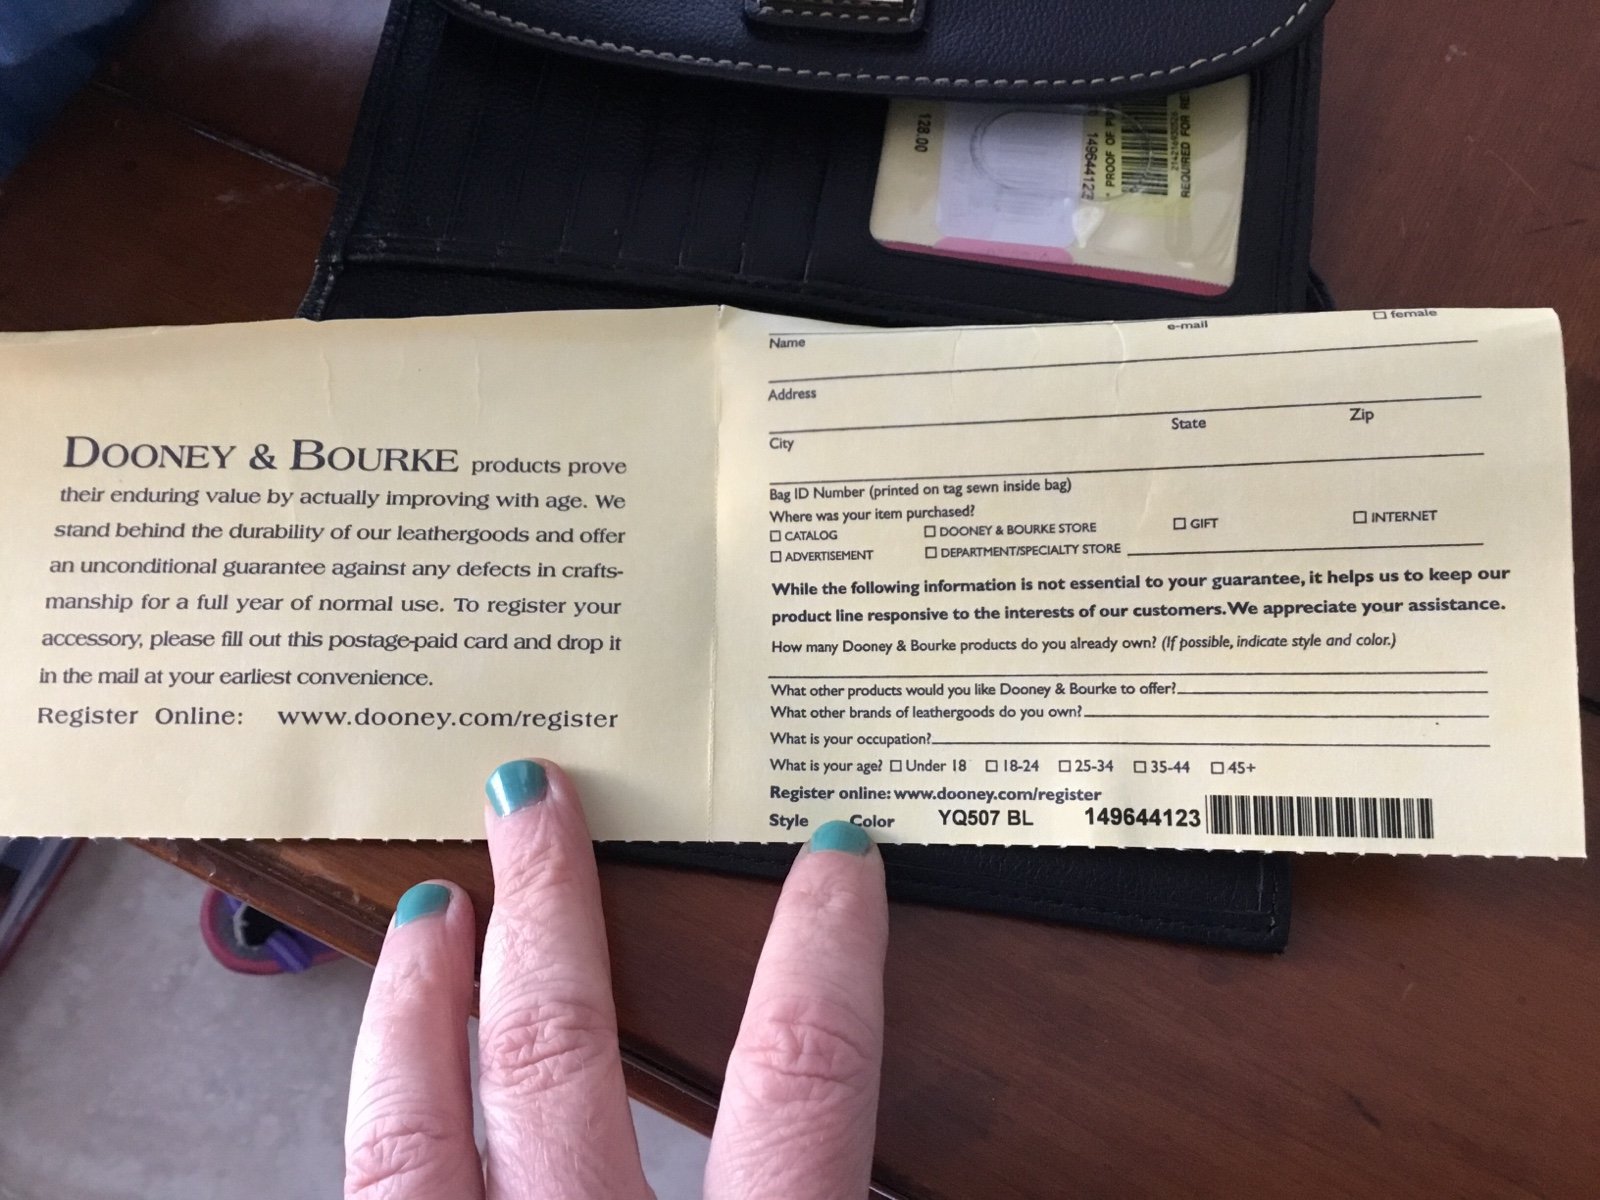 128.00
149644123
* PROOF OF PU
21421693526
REQUIRED FOR RE
DOONEY & BOURKE products prove
their enduring value by actually improving with age. We
stand behind the durability of our leathergoods and offer
an unconditional guarantee against any defects in crafts-
manship for a full year of normal use. To register your
accessory, please fill out this postage-paid card and drop it
in the mail at your earliest convenience.
Register Online: www.dooney.com/register
Name e-mail ☐ female
Address
City State Zip
Bag ID Number (printed on tag sewn inside bag)
Where was your item purchased?
☐ CATALOG ☐ DOONEY & BOURKE STORE ☐ GIFT ☐ INTERNET
☐ ADVERTISEMENT ☐ DEPARTMENT/SPECIALTY STORE
While the following information is not essential to your guarantee, it helps us to keep our
product line responsive to the interests of our customers. We appreciate your assistance.
How many Dooney & Bourke products do you already own? (If possible, indicate style and color.)
What other products would you like Dooney & Bourke to offer?
What other brands of leathergoods do you own?
What is your occupation?
What is your age? ☐ Under 18 ☐ 18-24 ☐ 25-34 ☐ 35-44 ☐ 45+
Register online: www.dooney.com/register
Style Color YQ507 BL 149644123